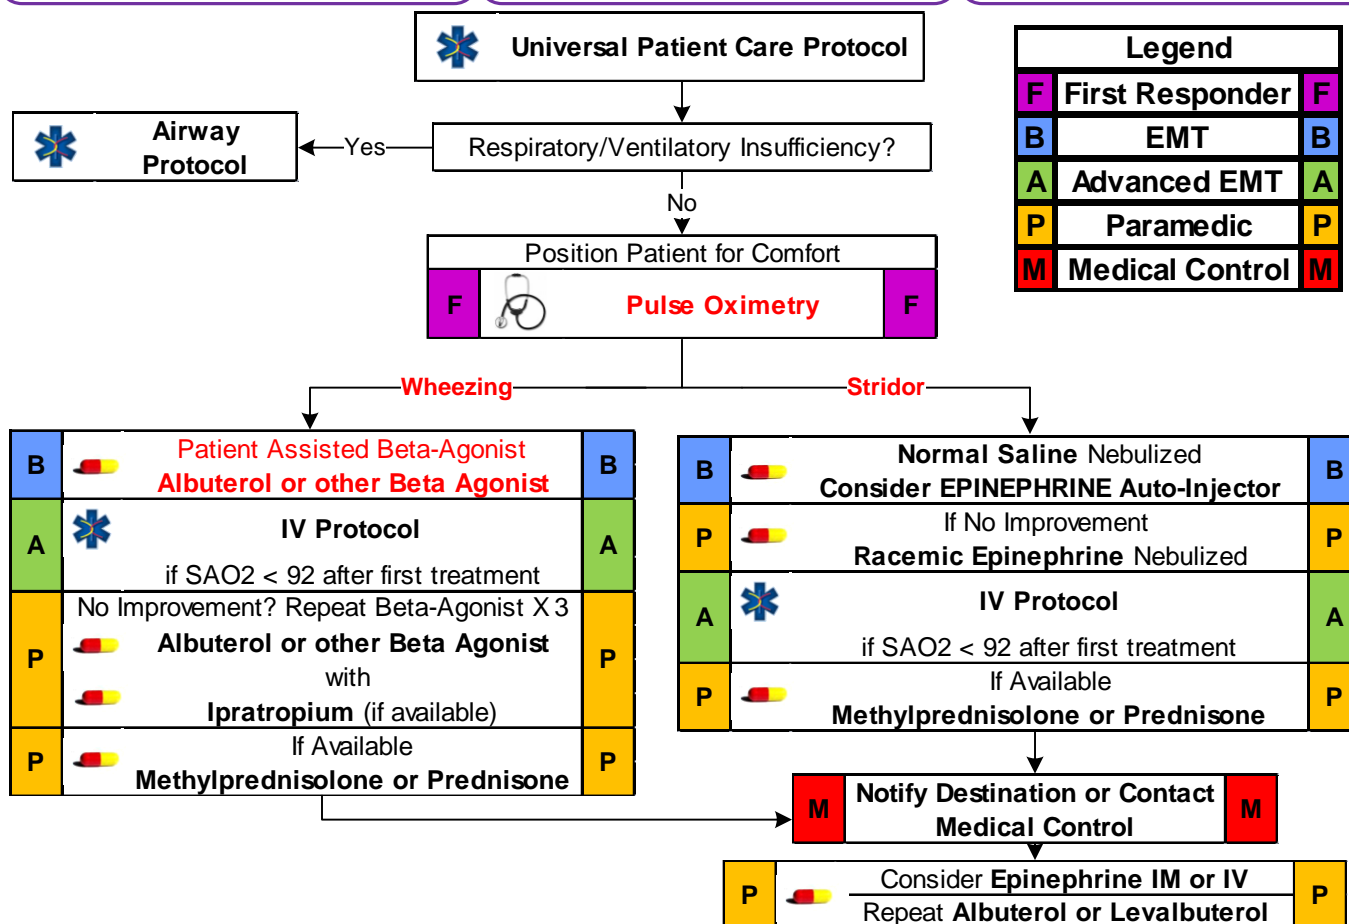 Universal Patient Care Protocol
Legend
F First Responder F
B EMT B
A Advanced EMT A
P Paramedic P
M Medical Control M
Airway
Protocol
Yes
Respiratory/Ventilatory Insufficiency?
No
Position Patient for Comfort
F Pulse Oximetry F
Wheezing
Stridor
B Patient Assisted Beta-Agonist B
Albuterol or other Beta Agonist
A IV Protocol A
if SAO2 < 92 after first treatment
No Improvement? Repeat Beta-Agonist X 3
P Albuterol or other Beta Agonist P
with
Ipratropium (if available)
P If Available P
Methylprednisolone or Prednisone
B Normal Saline Nebulized B
Consider EPINEPHRINE Auto-Injector
P If No Improvement P
Racemic Epinephrine Nebulized
A IV Protocol A
if SAO2 < 92 after first treatment
P If Available P
Methylprednisolone or Prednisone
M Notify Destination or Contact M
Medical Control
P Consider Epinephrine IM or IV P
Repeat Albuterol or Levalbuterol